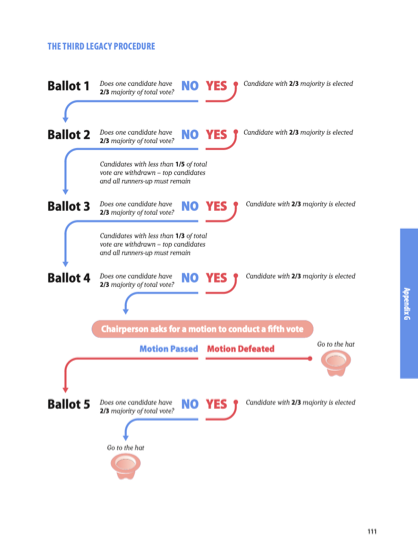 THE THIRD LEGACY PROCEDURE
Ballot 1 Does one candidate have NO YES Candidate with 2/3 majority is elected
2/3 majority of total vote?
Ballot 2 Does one candidate have NO YES Candidate with 2/3 majority is elected
2/3 majority of total vote?
Candidates with less than 1/5 of total
vote are withdrawn – top candidates
and all runners-up must remain
Ballot 3 Does one candidate have NO YES Candidate with 2/3 majority is elected
2/3 majority of total vote?
Candidates with less than 1/3 of total
vote are withdrawn – top candidates
and all runners-up must remain
Ballot 4 Does one candidate have NO YES Candidate with 2/3 majority is elected
2/3 majority of total vote?
Chairperson asks for a motion to conduct a fifth vote
Motion Passed Motion Defeated
Go to the hat
Ballot 5 Does one candidate have NO YES Candidate with 2/3 majority is elected
2/3 majority of total vote?
Go to the hat
Appendix G
111